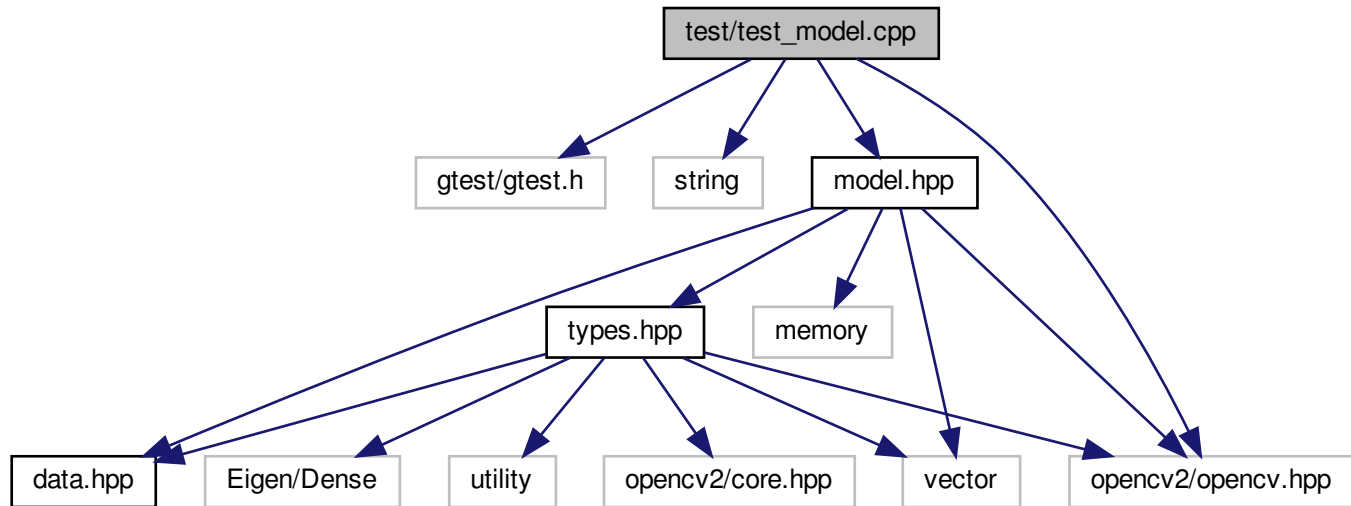 test/test_model.cpp
gtest/gtest.h
string
model.hpp
types.hpp
memory
data.hpp
Eigen/Dense
utility
opencv2/core.hpp
vector
opencv2/opencv.hpp